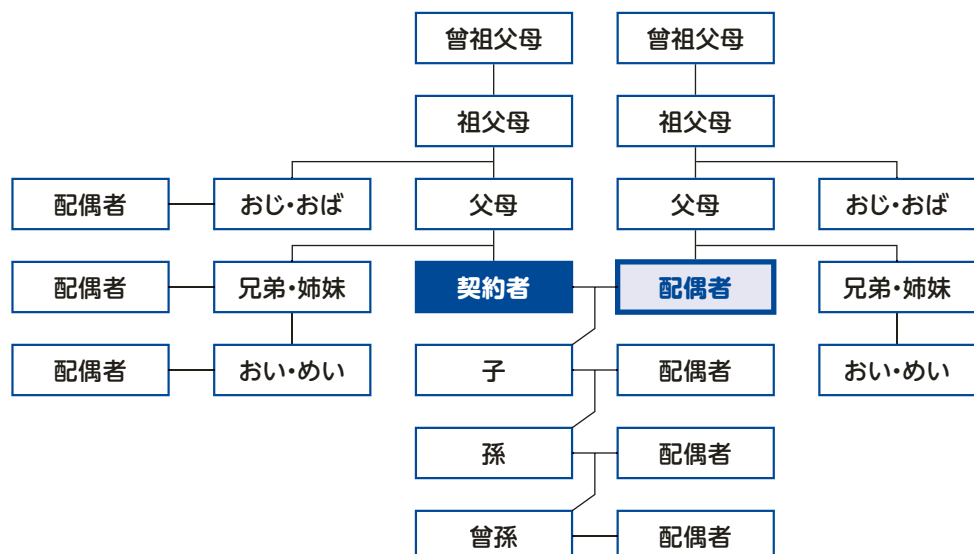 曾祖父母
曾祖父母
祖父母
祖父母
配偶者
おじ・おば
父母
父母
おじ・おば
配偶者
兄弟・姉妹
契約者
配偶者
兄弟・姉妹
配偶者
おい・めい
子
配偶者
おい・めい
孫
配偶者
曾孫
配偶者